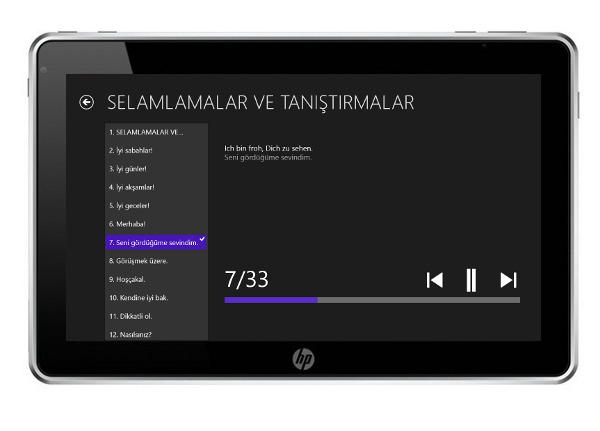 SELAMLAMALAR VE TANIŞTIRMALAR
1. SELAMLAMALAR VE...
2. İyi sabahlar!
3. İyi günler!
4. İyi akşamlar!
5. İyi geceler!
6. Merhaba!
7. Seni gördüğüme sevindim.
8. Görüşmek üzere.
9. Hoşçakal.
10. Kendine iyi bak.
11. Dikkatli ol.
12. Nasılsınız?
Ich bin froh, Dich zu sehen.
Seni gördüğüme sevindim.
7/33
hp